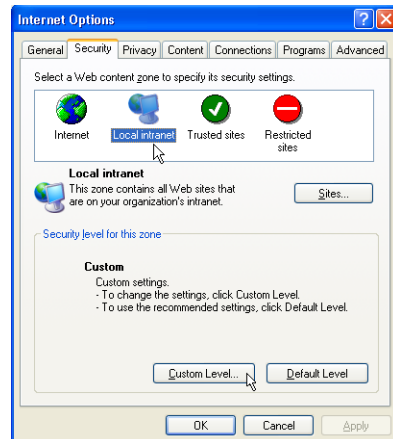 Internet Options
General Security Privacy Content Connections Programs Advanced
Select a Web content zone to specify its security settings.
Internet Local intranet Trusted sites Restricted sites
Local intranet
This zone contains all Web sites that
are on your organization's intranet.
Sites...
Security level for this zone
Custom
Custom settings.
- To change the settings, click Custom Level.
- To use the recommended settings, click Default Level.
Custom Level... Default Level
OK Cancel Apply